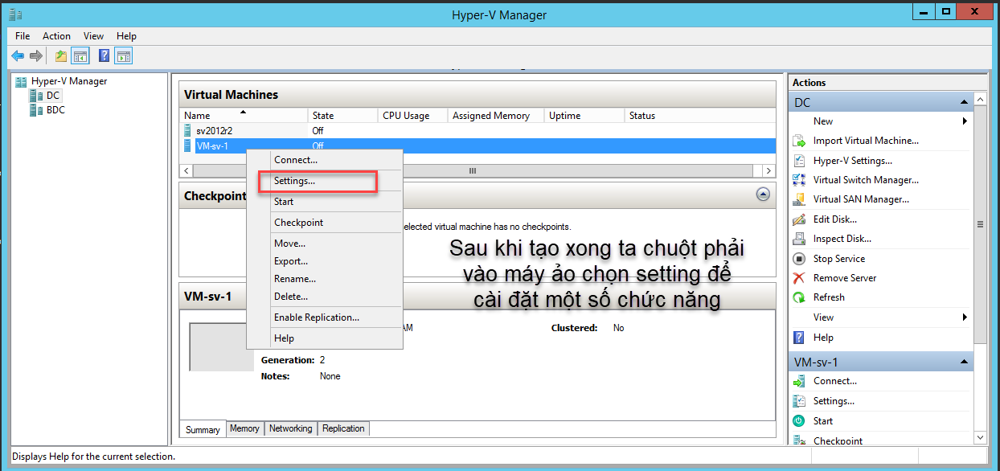 Hyper-V Manager
File Action View Help
Hyper-V Manager
DC
BDC
Virtual Machines
Name State CPU Usage Assigned Memory Uptime Status
sv2012r2 Off
VM-sv-1 Off
Connect...
Settings...
Start
Checkpoint
Move...
Export...
Rename...
Delete...
Enable Replication...
Help
Checkpoint
selected virtual machine has no checkpoints.
Sau khi tạo xong ta chuột phải
vào máy ảo chọn setting để
cài đặt một số chức năng
VM-sv-1
Clustered: No
Generation: 2
Notes: None
Summary Memory Networking Replication
Actions
DC
New
Import Virtual Machine...
Hyper-V Settings...
Virtual Switch Manager...
Virtual SAN Manager...
Edit Disk...
Inspect Disk...
Stop Service
Remove Server
Refresh
View
Help
VM-sv-1
Connect...
Settings...
Start
Checkpoint
Displays Help for the current selection.